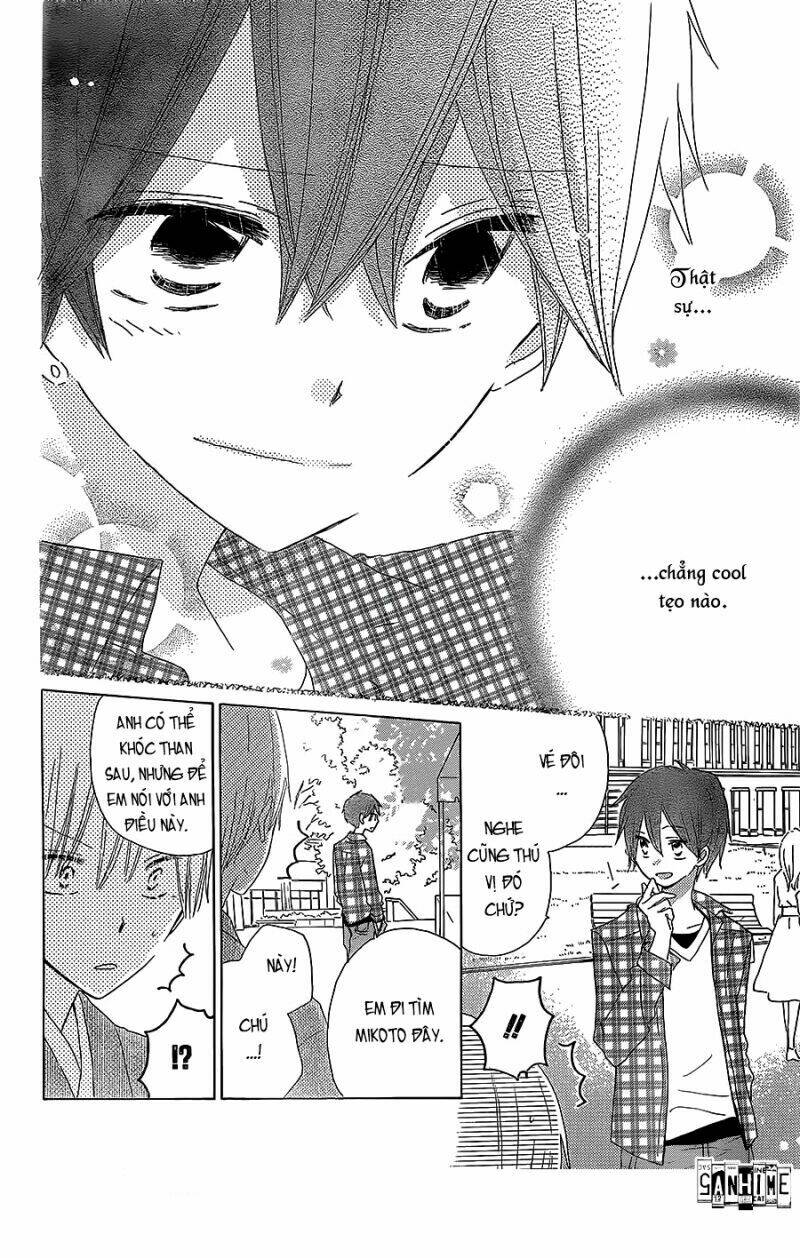 Thật
sự...
...chẳng cool
tẹo nào.
VÉ ĐÔI
...
NGHE
CŨNG THÚ
VỊ ĐÓ
CHỨ?
!!
EM ĐI TÌM
MIKOTO ĐÂY.
NÀY!
CHÚ
...!
ANH CÓ THỂ
KHÓC THAN
SAU, NHƯNG ĐỂ
EM NÓI VỚI ANH
ĐIỀU NÀY.
!?
SANHIME